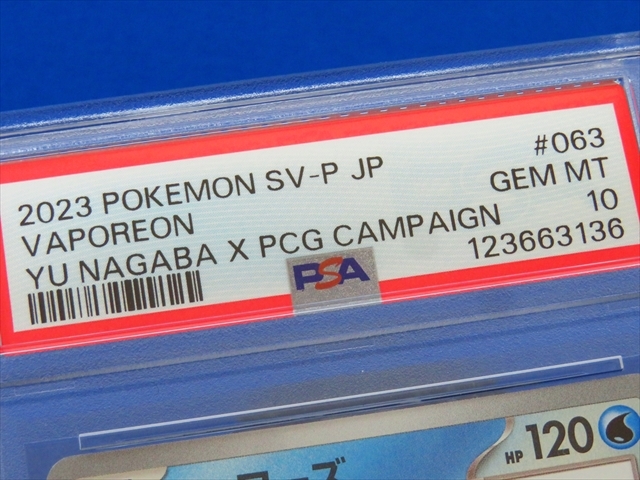 2023 POKEMON SV-P JP #063
VAPOREON GEM MT
YU NAGABA X PCG CAMPAIGN 10
PSA 123663136
HP 120